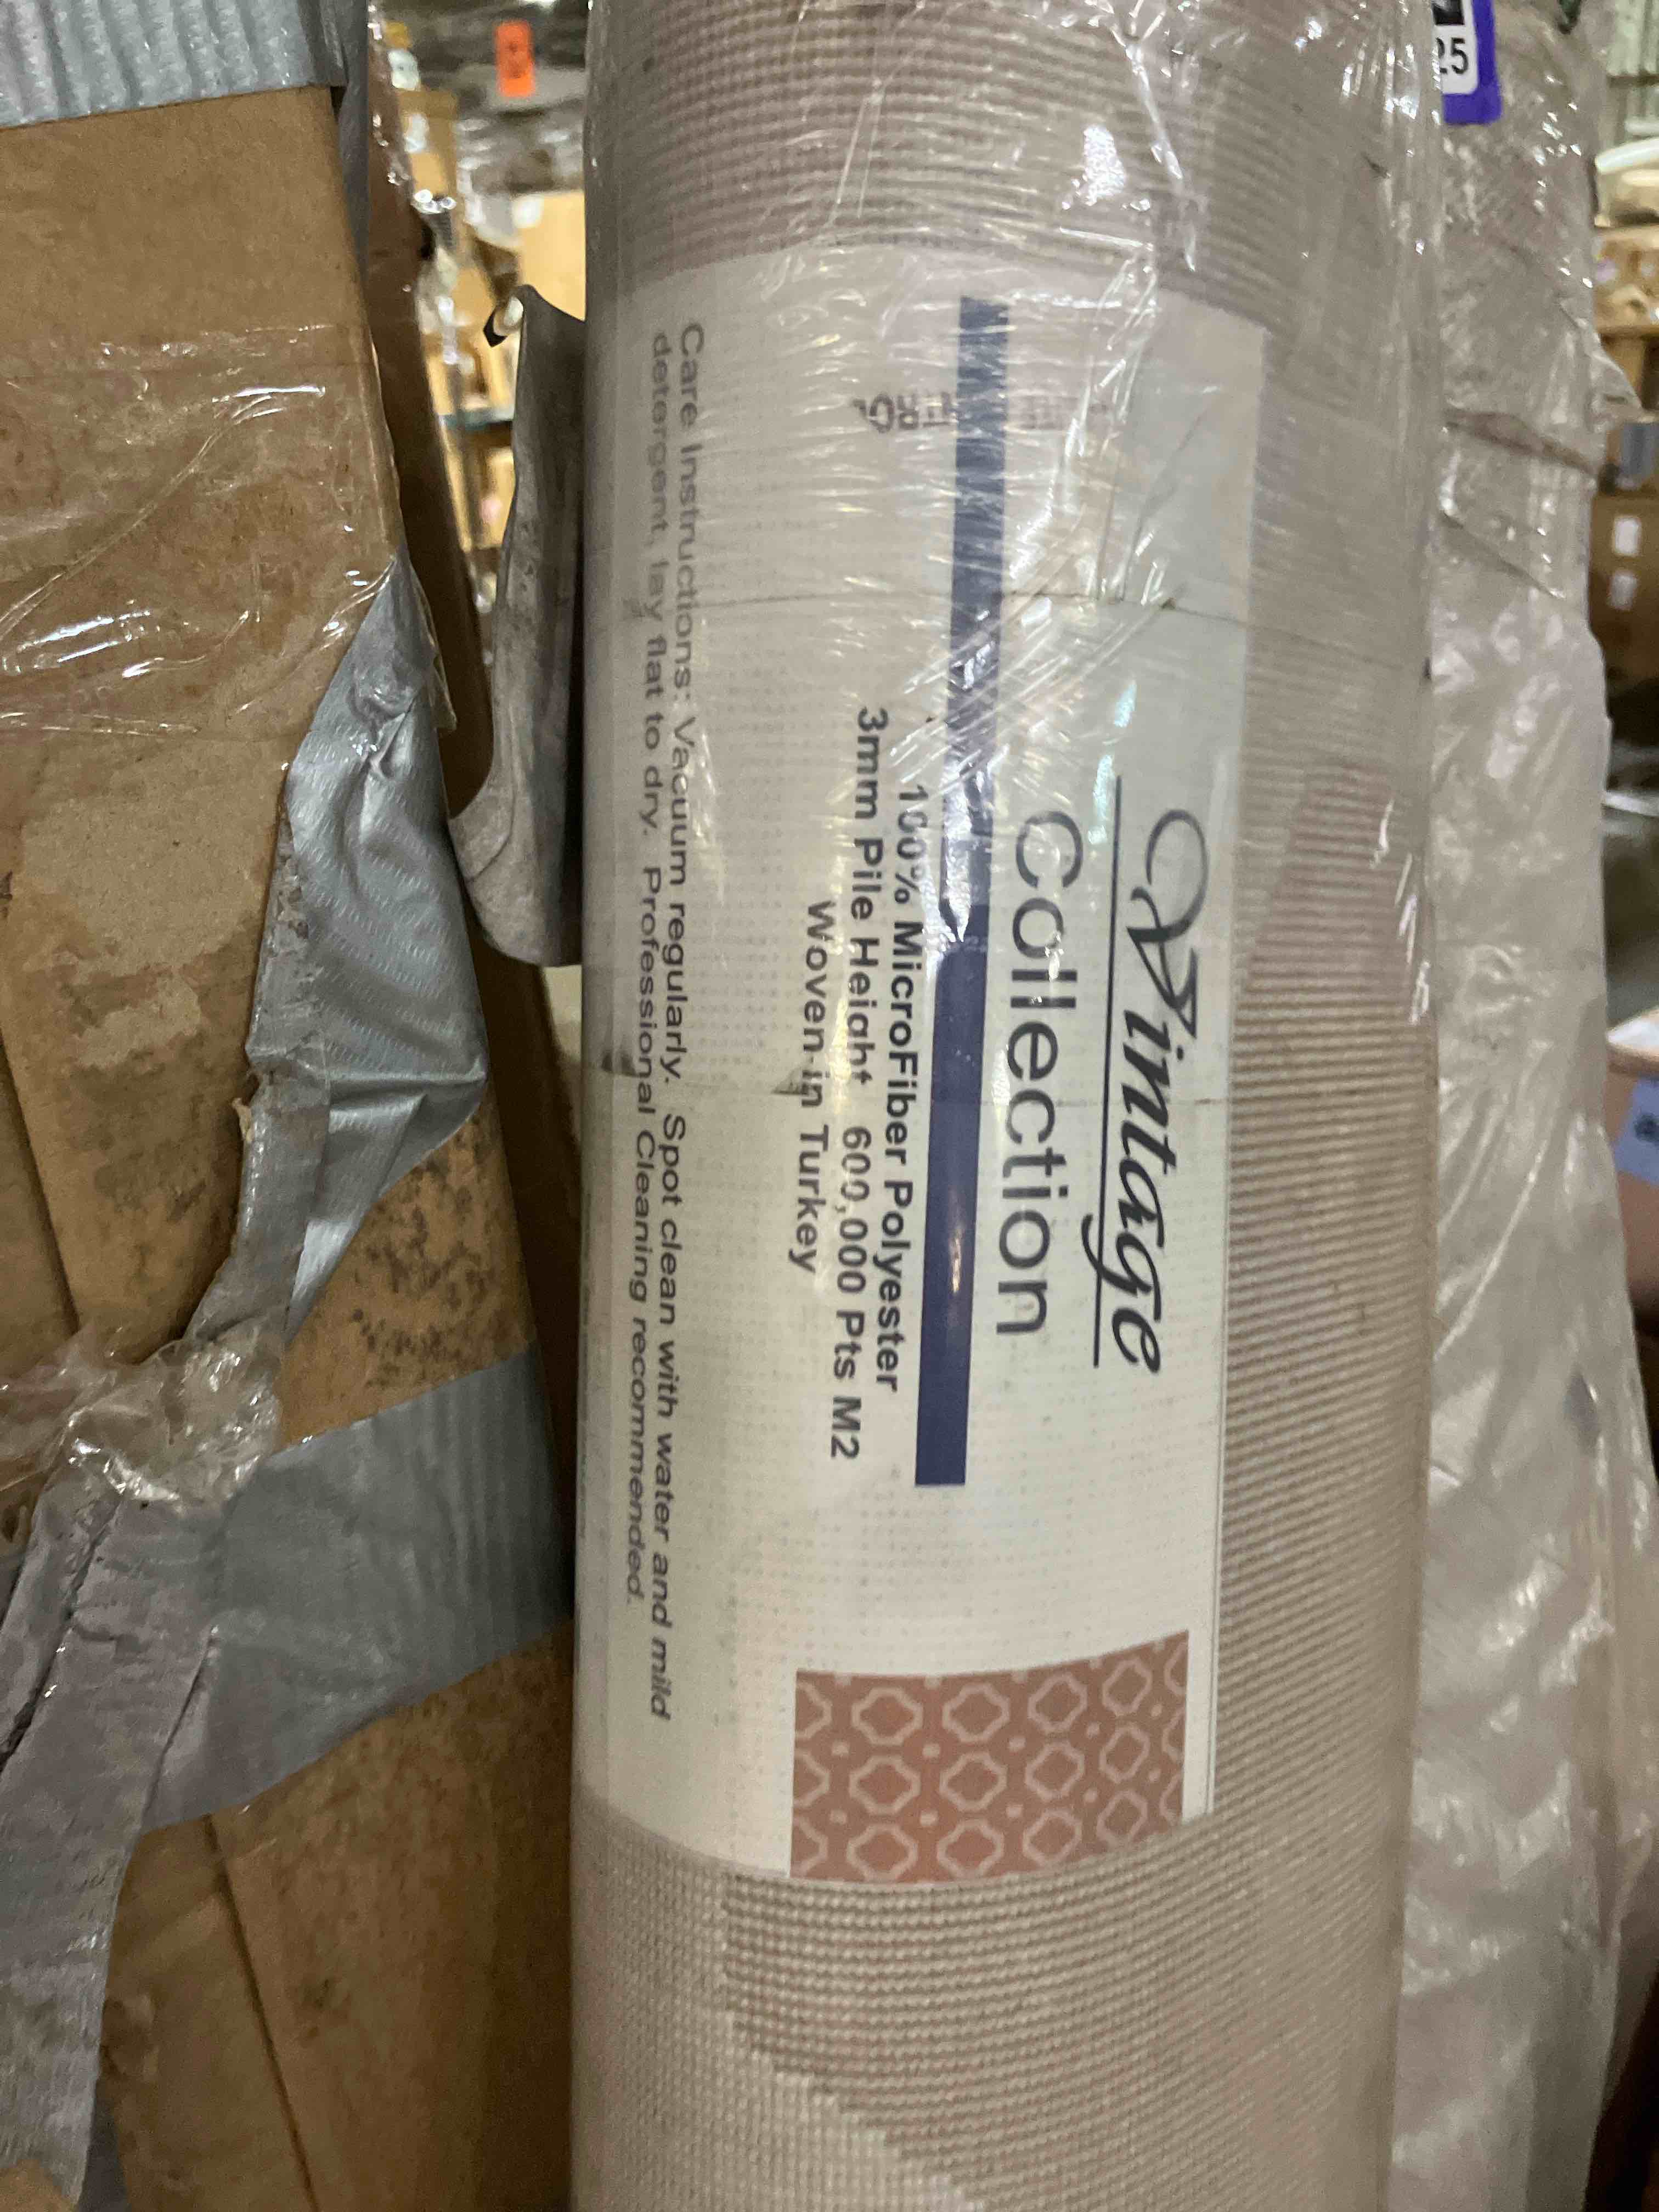 Vintage
Collection
100% MicroFiber Polyester
3mm Pile Height 600,000 Pts M2
Woven in Turkey
Care Instructions: Vacuum regularly. Spot clean with water and mild
detergent, lay flat to dry. Professional Cleaning recommended.
25